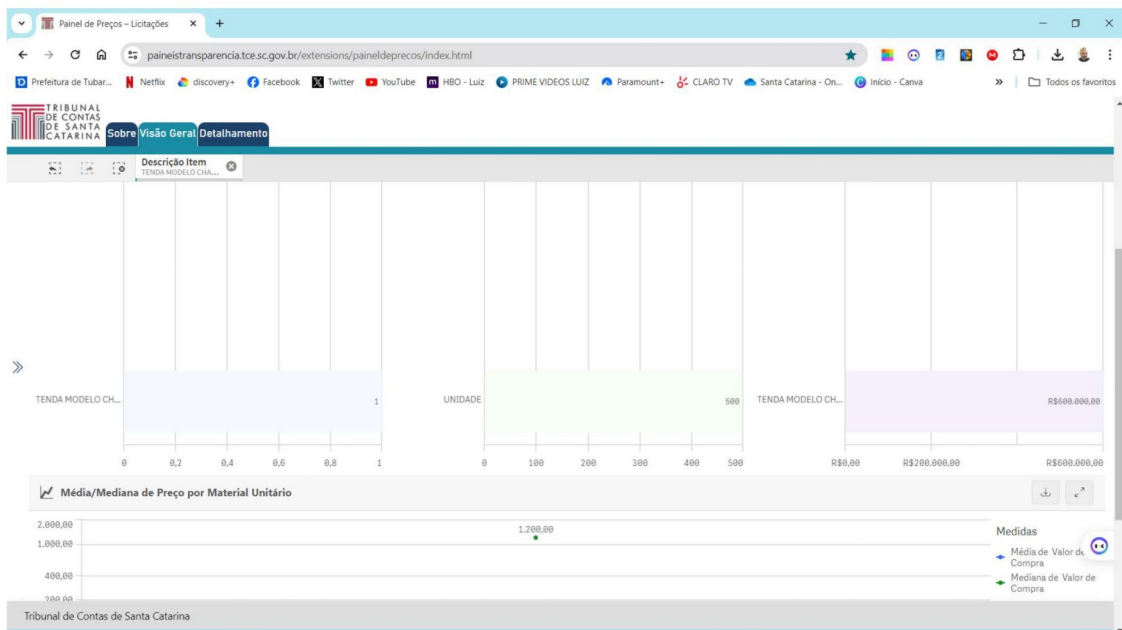 Painel de Preços – Licitações
paineistransparencia.tce.sc.gov.br/extensions/paineldeprecos/index.html
Prefeitura de Tubar... Netflix discovery+ Facebook Twitter YouTube HBO - Luiz PRIME VIDEOS LUIZ Paramount+ CLARO TV Santa Catarina - On... Início - Canva » Todos os favoritos
TRIBUNAL
DE CONTAS
DE SANTA
CATARINA
Sobre Visão Geral Detalhamento
Descrição Item
TENDA MODELO CHA...
TENDA MODELO CH... 1 UNIDADE 500 TENDA MODELO CH... R$600.000,00
0 0,2 0,4 0,6 0,8 1 0 100 200 300 400 500 R$0,00 R$200.000,00 R$600.000,00
Média/Mediana de Preço por Material Unitário
2.000,00 1.200,00 Medidas
1.000,00
Média de Valor de
Compra
400,00 Mediana de Valor de
Compra
200,00
Tribunal de Contas de Santa Catarina